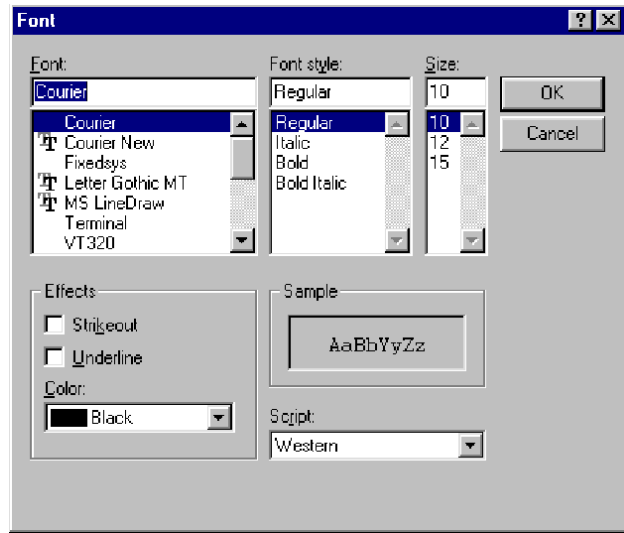 Font
Font: Font style: Size:
Courier Regular 10
Courier Regular 10
Courier New Italic 12
Fixedsys Bold 15
Letter Gothic MT Bold Italic
MS LineDraw
Terminal
VT320
OK
Cancel
Effects
Strikeout
Underline
Color:
Black
Sample
AaBbYyZz
Script:
Western